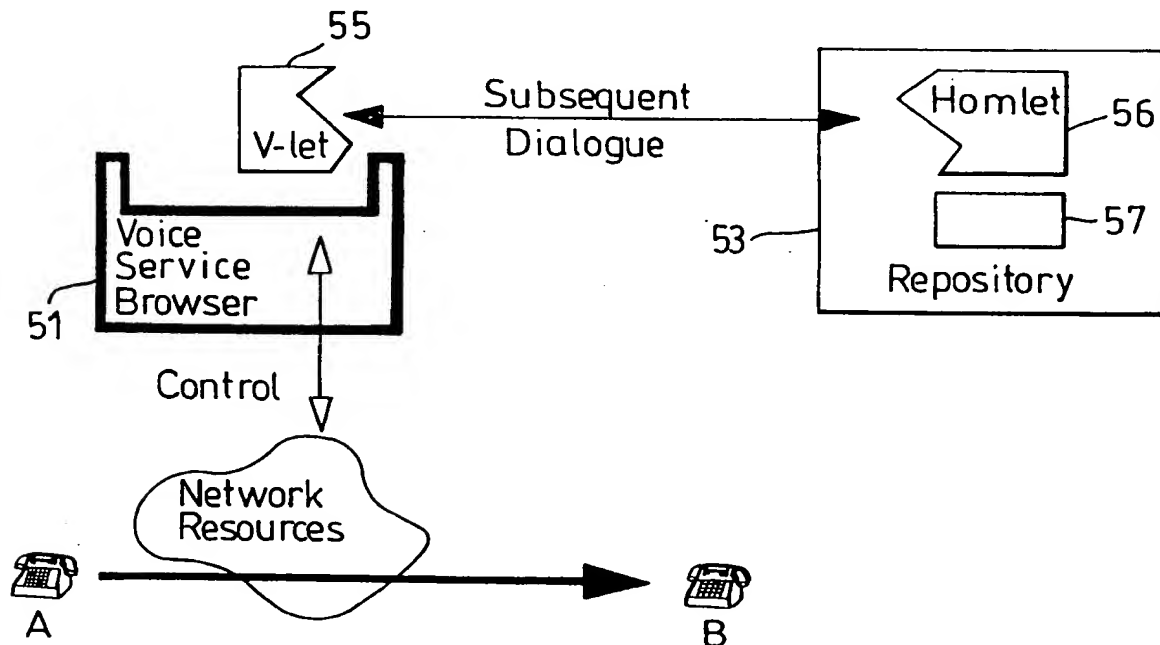 55
V-let
Subsequent
Dialogue
Homlet
56
53
57
Repository
Voice
Service
Browser
51
Control
Network
Resources
A
B